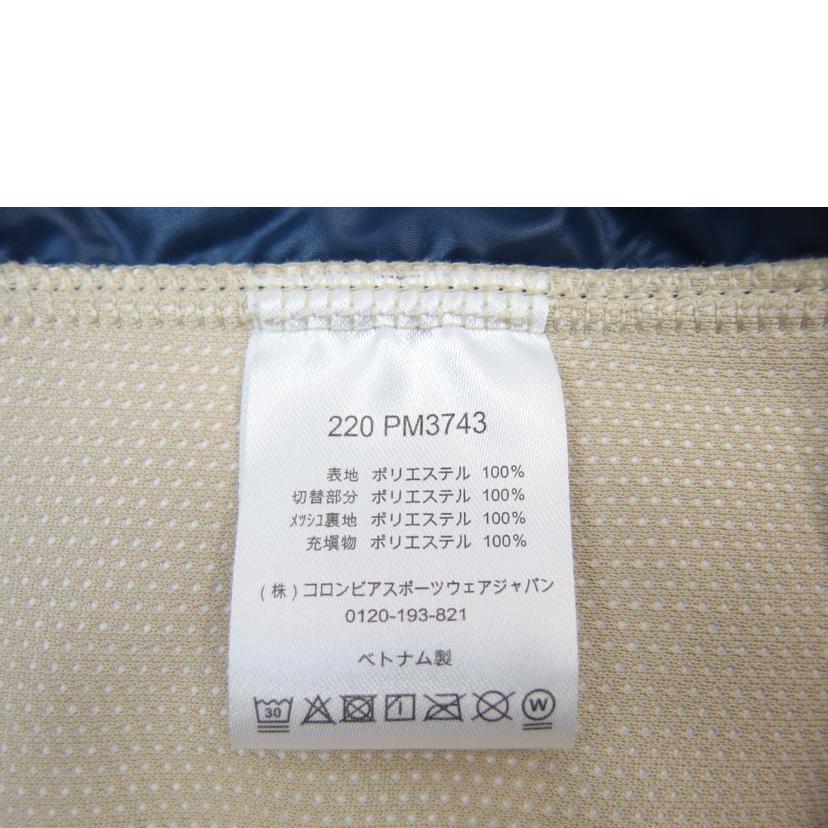 220 PM3743
表地 ポリエステル 100%
切替部分 ポリエステル 100%
ﾒｯｼｭ裏地 ポリエステル 100%
充填物 ポリエステル 100%
(株)コロンビアスポーツウェアジャパン
0120-193-821
ベトナム製
30 W